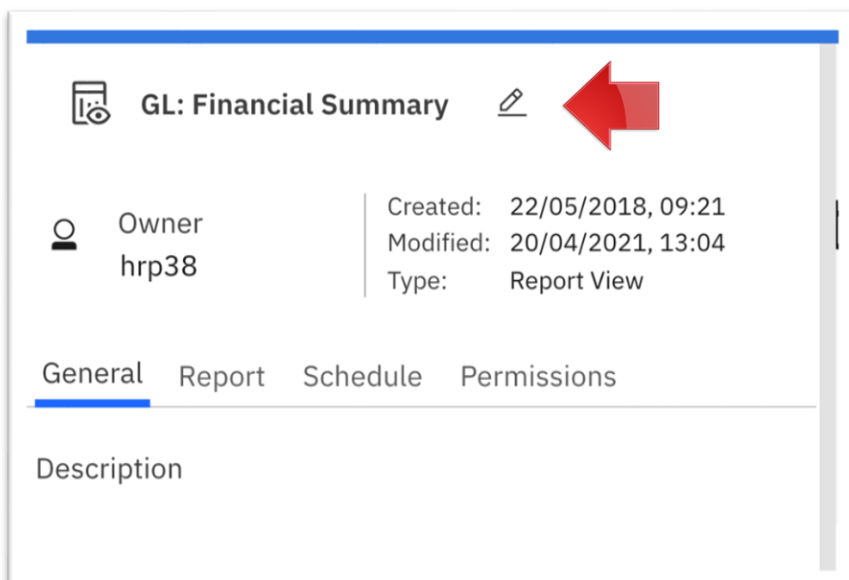 GL: Financial Summary
Owner
hrp38
Created: 22/05/2018, 09:21
Modified: 20/04/2021, 13:04
Type: Report View
General Report Schedule Permissions
Description